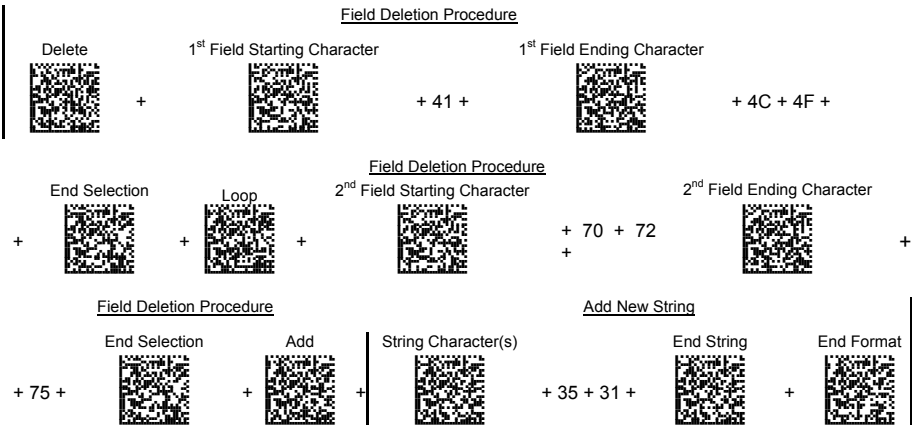 Field Deletion Procedure
Delete 1st Field Starting Character 1st Field Ending Character
+ + 41 + + 4C + 4F +
Field Deletion Procedure
End Selection Loop 2nd Field Starting Character 2nd Field Ending Character
+ + + + 70 + 72 +
+
Field Deletion Procedure Add New String
End Selection Add String Character(s) End String End Format
+ 75 + + + + 35 + 31 + +